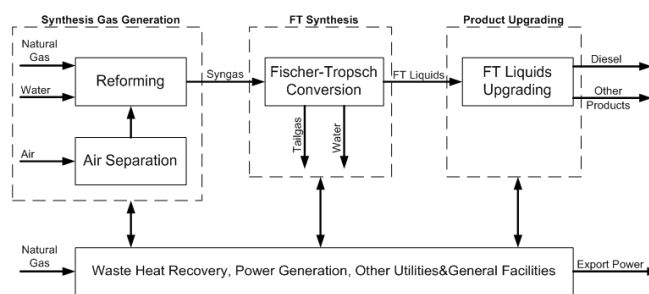 Synthesis Gas Generation
FT Synthesis
Product Upgrading
Natural
Gas
Water
Air
Reforming
Air Separation
Syngas
Fischer-Tropsch
Conversion
Tailgas
Water
FT Liquids
FT Liquids
Upgrading
Diesel
Other
Products
Natural
Gas
Waste Heat Recovery, Power Generation, Other Utilities&General Facilities
Export Power